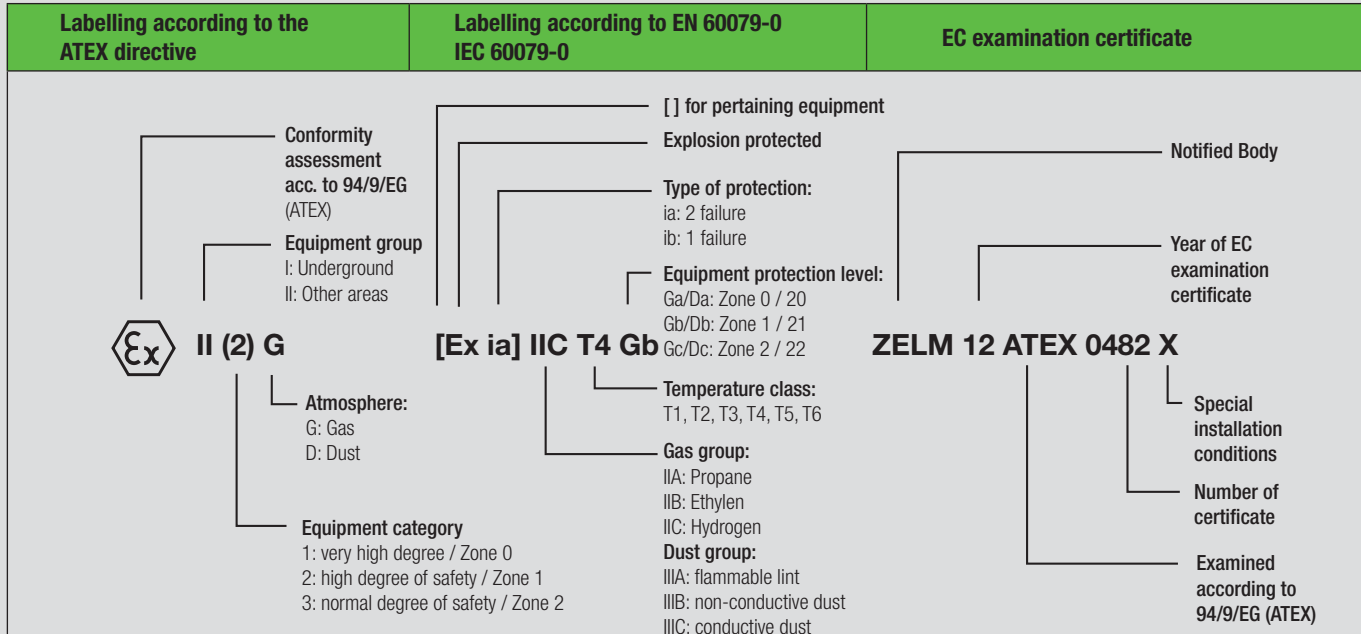 Labelling according to the
ATEX directive
Labelling according to EN 60079-0
IEC 60079-0
EC examination certificate
Conformity
assessment
acc. to 94/9/EG
(ATEX)
Equipment group
I: Underground
II: Other areas
Ex II (2) G
Atmosphere:
G: Gas
D: Dust
Equipment category
1: very high degree / Zone 0
2: high degree of safety / Zone 1
3: normal degree of safety / Zone 2
[ ] for pertaining equipment
Explosion protected
Type of protection:
ia: 2 failure
ib: 1 failure
Equipment protection level:
Ga/Da: Zone 0 / 20
Gb/Db: Zone 1 / 21
Gc/Dc: Zone 2 / 22
[Ex ia] IIC T4 Gb
Temperature class:
T1, T2, T3, T4, T5, T6
Gas group:
IIA: Propane
IIB: Ethylen
IIC: Hydrogen
Dust group:
IIIA: flammable lint
IIIB: non-conductive dust
IIIC: conductive dust
Notified Body
Year of EC
examination
certificate
ZELM 12 ATEX 0482 X
Special
installation
conditions
Number of
certificate
Examined
according to
94/9/EG (ATEX)